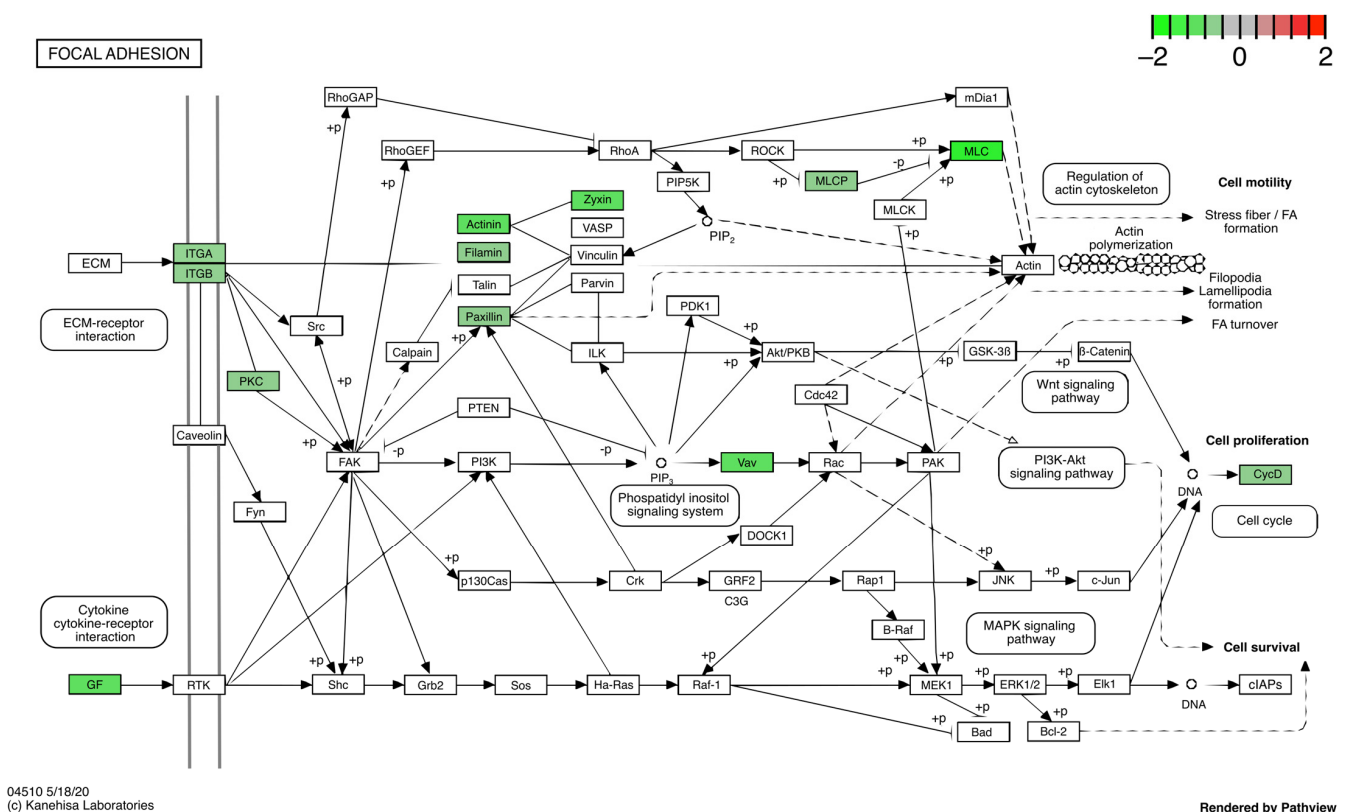 FOCAL ADHESION
−2 0 2
RhoGAP
mDia1
+p
RhoGEF
RhoA
ROCK
+p
MLC
-p
+p
PIP5K
+p
MLCP
+p
Regulation of
actin cytoskeleton
Cell motility
Zyxin
MLCK
Stress fiber / FA
formation
Actinin
VASP
PIP2
+p
Actin
polymerization
ITGA
Filamin
Vinculin
ECM
ITGB
Actin
Talin
Parvin
Filopodia
Lamellipodia
formation
ECM-receptor
interaction
Src
Paxillin
PDK1
FA turnover
+p
+p
Calpain
ILK
+p
Akt/PKB
GSK-3ß
+p
+p
ß-Catenin
PKC
+p
Cdc42
Wnt signaling
pathway
PTEN
Caveolin
+p
-p
-p
Cell proliferation
FAK
PI3K
PIP3
Vav
Rac
PAK
PI3K-Akt
signaling pathway
CycD
DNA
Phospatidyl inositol
signaling system
Fyn
Cell cycle
DOCK1
+p
+p
+p
p130Cas
Crk
GRF2
Rap1
JNK
c-Jun
C3G
Cytokine
cytokine-receptor
interaction
B-Raf
MAPK signaling
pathway
Cell survival
+p
+p
+p
+p
+p
+p
+p
+p
GF
RTK
Shc
Grb2
Sos
Ha-Ras
Raf-1
MEK1
ERK1/2
Elk1
cIAPs
DNA
+p
+p
+p
Bad
Bcl-2
04510 5/18/20
(c) Kanehisa Laboratories
Rendered by Pathview